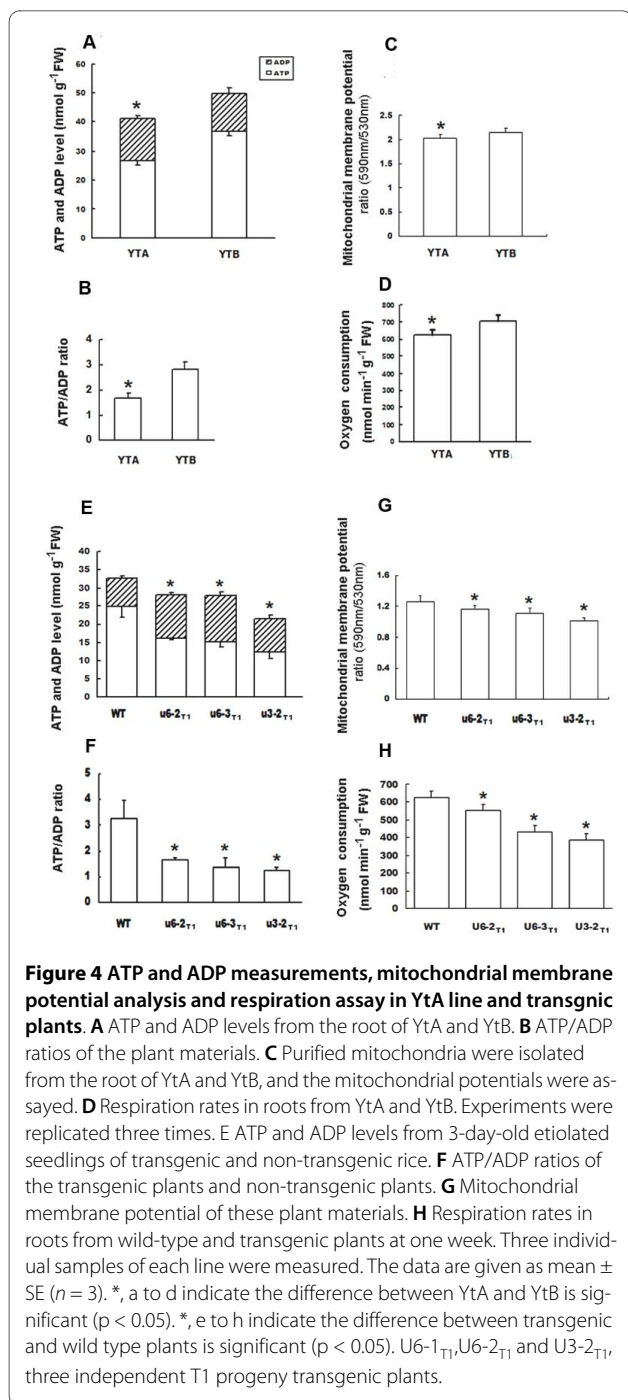 A
ATP and ADP level (nmol g⁻¹FW)
60
50
40
30
20
10
0
ADP
ATP
*
YTA
YTB
C
Mitochondrial membrane potential
ratio (590nm/530nm)
2.5
2
1.5
1
0.5
0
*
YTA
YTB
B
ATP/ADP ratio
4
3
2
1
0
*
YTA
YTB
D
Oxygen consumption
(nmol min⁻¹ g⁻¹ FW)
800
700
600
500
400
300
200
100
0
*
YTA
YTB
E
ATP and ADP level (nmol g⁻¹FW)
40
35
30
25
20
15
10
5
0
* * *
WT u6-2T1 u6-3T1 u3-2T1
G
Mitochondrial membrane potential
ratio (590nm/530nm)
1.6
1.2
0.8
0.4
0
* * *
WT u6-2T1 u6-3T1 u3-2T1
F
ATP/ADP ratio
5
4
3
2
1
0
* * *
WT u6-2T1 u6-3T1 u3-2T1
H
Oxygen consumption
(nmol min⁻¹ g⁻¹ FW)
700
600
500
400
300
200
100
0
* * *
WT U6-2T1 U6-3T1 U3-2T1
Figure 4 ATP and ADP measurements, mitochondrial membrane
potential analysis and respiration assay in YtA line and transgnic
plants. A ATP and ADP levels from the root of YtA and YtB. B ATP/ADP
ratios of the plant materials. C Purified mitochondria were isolated
from the root of YtA and YtB, and the mitochondrial potentials were as-
sayed. D Respiration rates in roots from YtA and YtB. Experiments were
replicated three times. E ATP and ADP levels from 3-day-old etiolated
seedlings of transgenic and non-transgenic rice. F ATP/ADP ratios of
the transgenic plants and non-transgenic plants. G Mitochondrial
membrane potential of these plant materials. H Respiration rates in
roots from wild-type and transgenic plants at one week. Three individ-
ual samples of each line were measured. The data are given as mean ±
SE (n = 3). *, a to d indicate the difference between YtA and YtB is sig-
nificant (p < 0.05). *, e to h indicate the difference between transgenic
and wild type plants is significant (p < 0.05). U6-1T1,U6-2T1 and U3-2T1,
three independent T1 progeny transgenic plants.